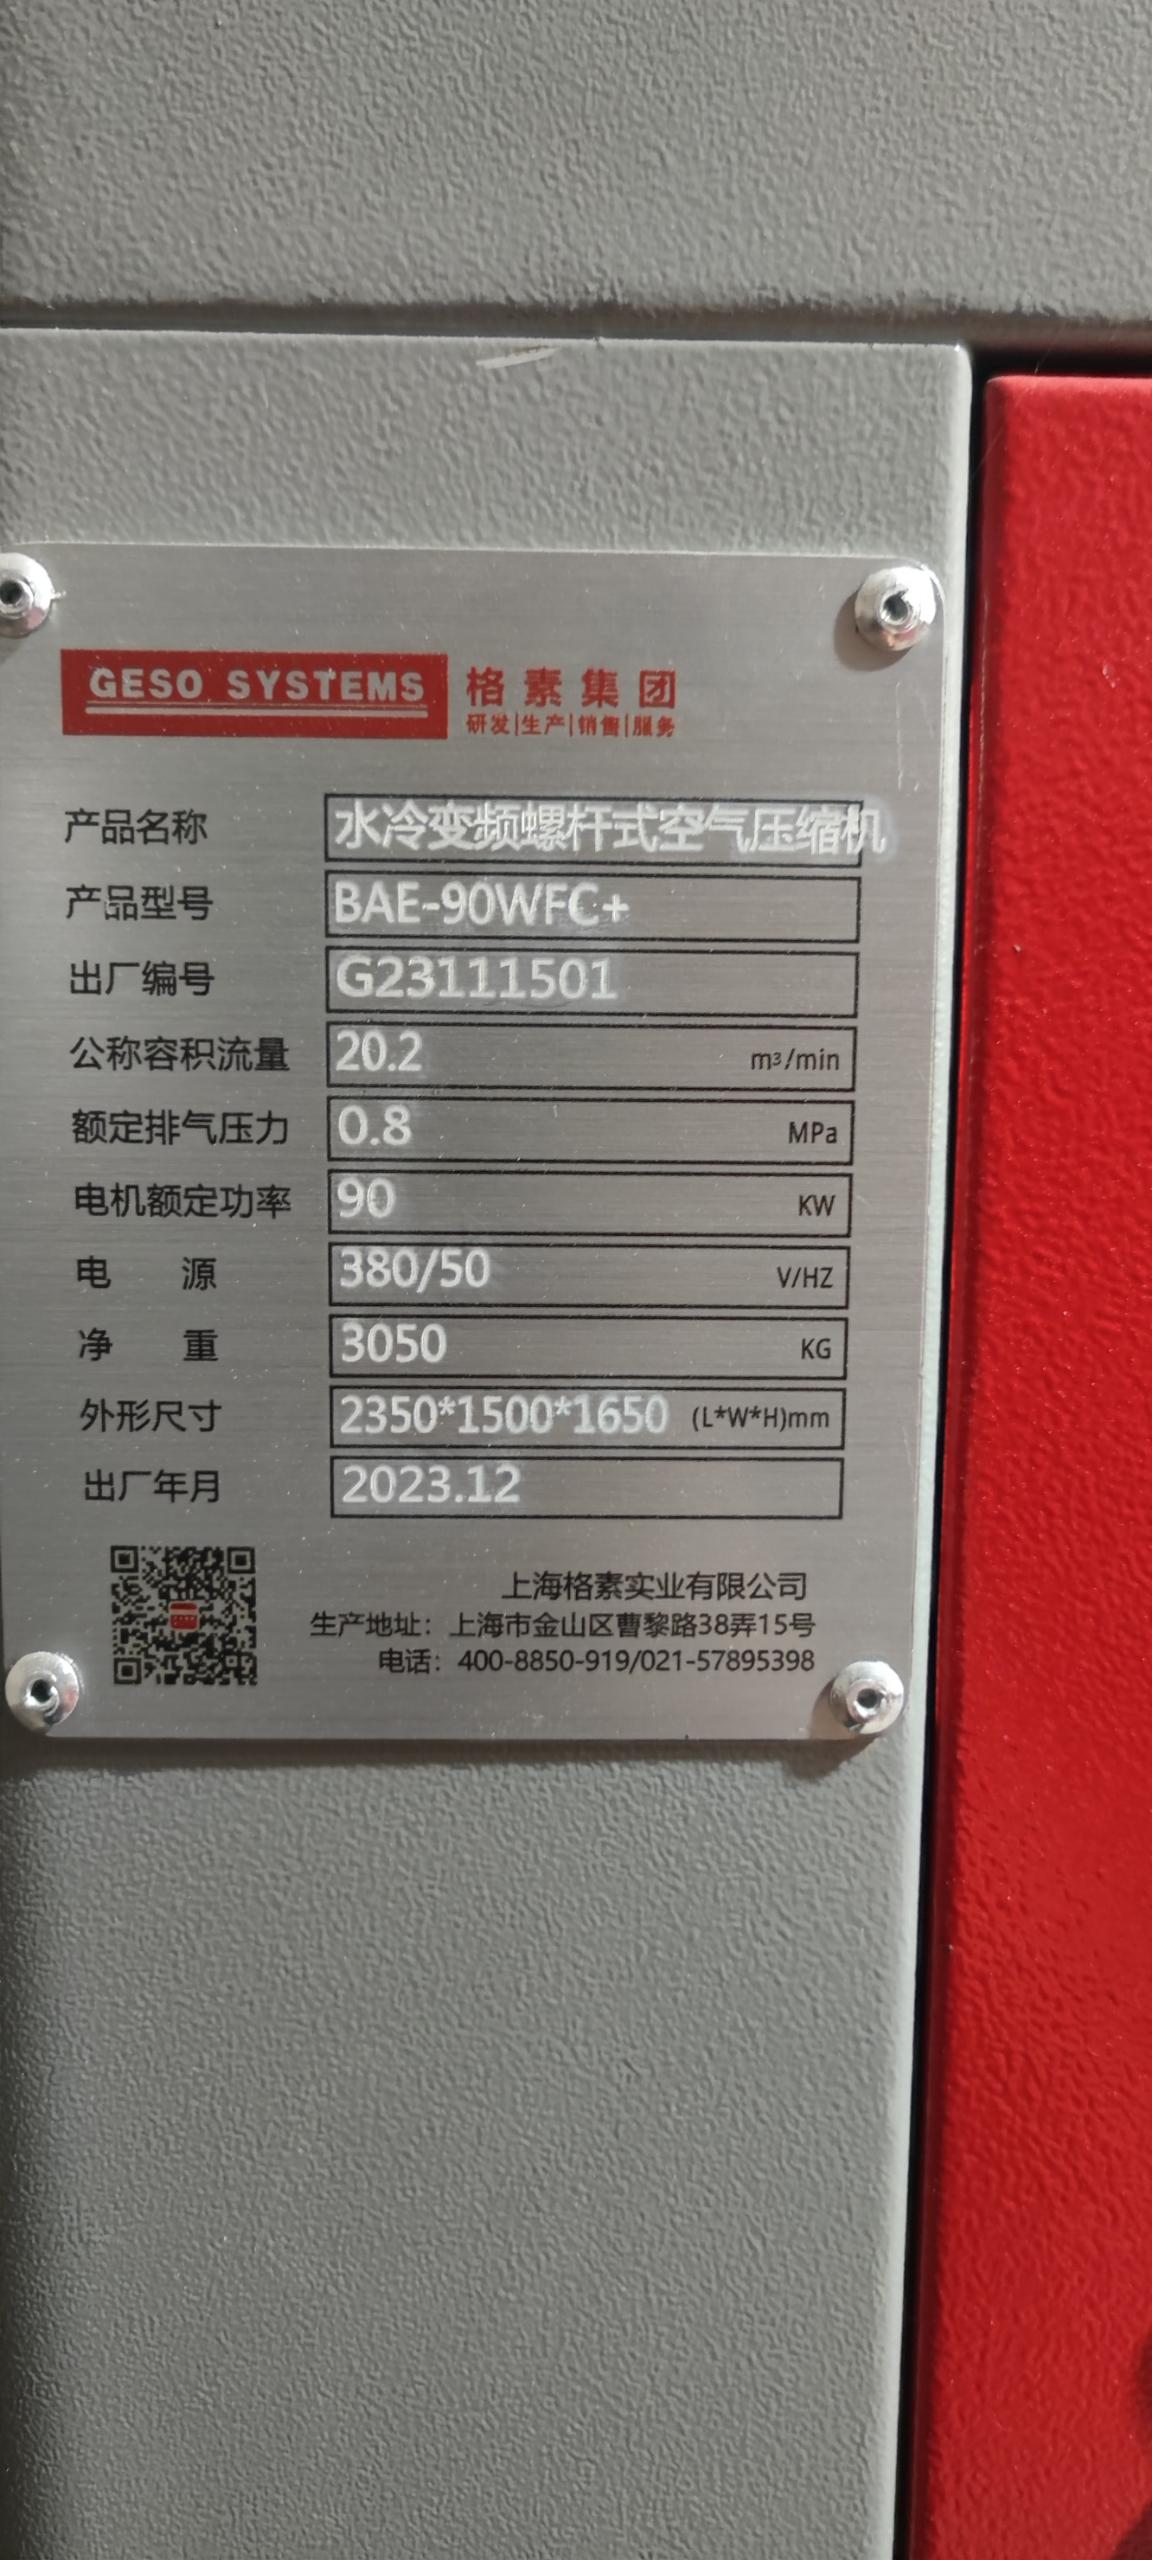 GESO SYSTEMS 格素集团
研发|生产|销售|服务
产品名称 水冷变频螺杆式空气压缩机
产品型号 BAE-90WFC+
出厂编号 G23111501
公称容积流量 20.2 m³/min
额定排气压力 0.8 MPa
电机额定功率 90 KW
电 源 380/50 V/HZ
净 重 3050 KG
外形尺寸 2350*1500*1650 (L*W*H)mm
出厂年月 2023.12
上海格素实业有限公司
生产地址：上海市金山区曹黎路38弄15号
电话：400-8850-919/021-57895398